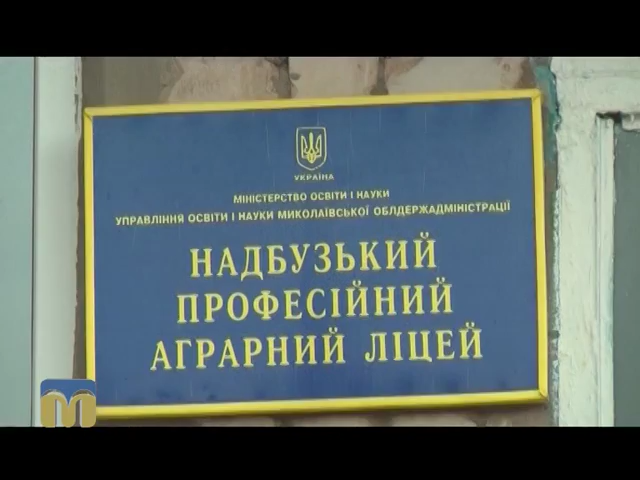 УКРАЇНА
МІНІСТЕРСТВО ОСВІТИ І НАУКИ
УПРАВЛІННЯ ОСВІТИ І НАУКИ МИКОЛАЇВСЬКОЇ ОБЛДЕРЖАДМІНІСТРАЦІЇ
НАДБУЗЬКИЙ
ПРОФЕСІЙНИЙ
АГРАРНИЙ ЛІЦЕЙ
М